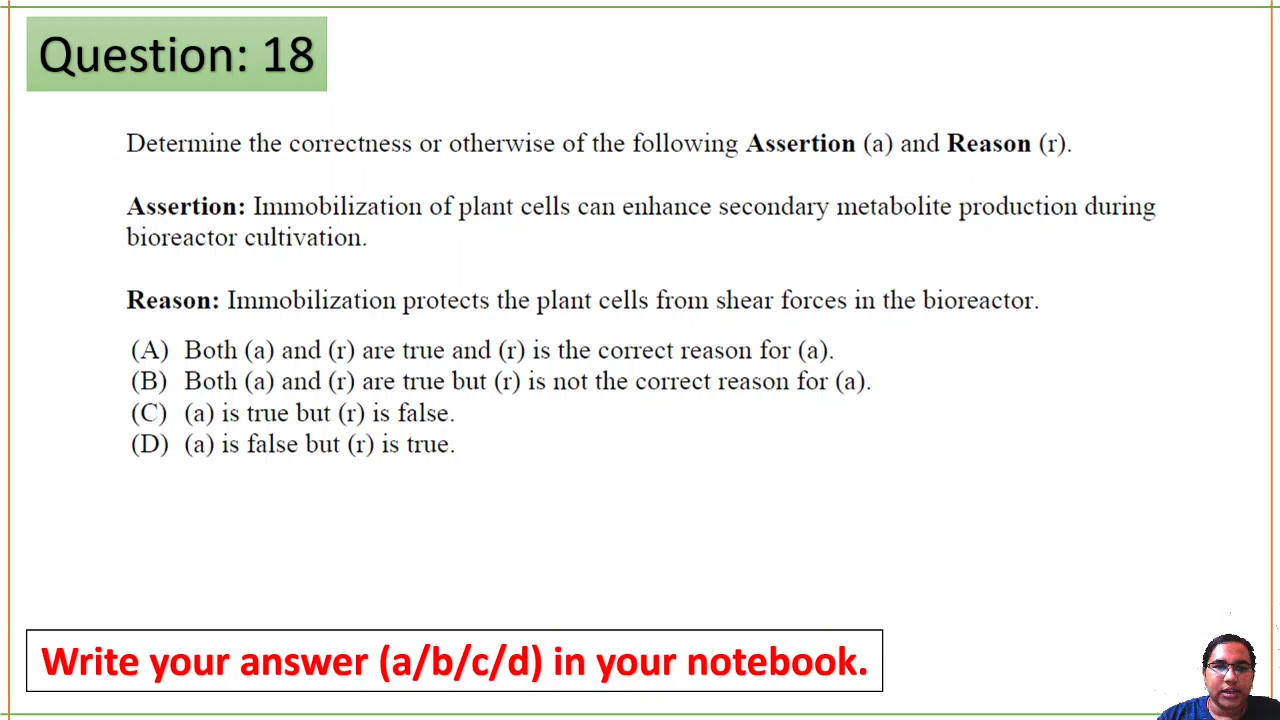 Question: 18
Determine the correctness or otherwise of the following Assertion (a) and Reason (r).
Assertion: Immobilization of plant cells can enhance secondary metabolite production during
bioreactor cultivation.
Reason: Immobilization protects the plant cells from shear forces in the bioreactor.
(A) Both (a) and (r) are true and (r) is the correct reason for (a).
(B) Both (a) and (r) are true but (r) is not the correct reason for (a).
(C) (a) is true but (r) is false.
(D) (a) is false but (r) is true.
Write your answer (a/b/c/d) in your notebook.